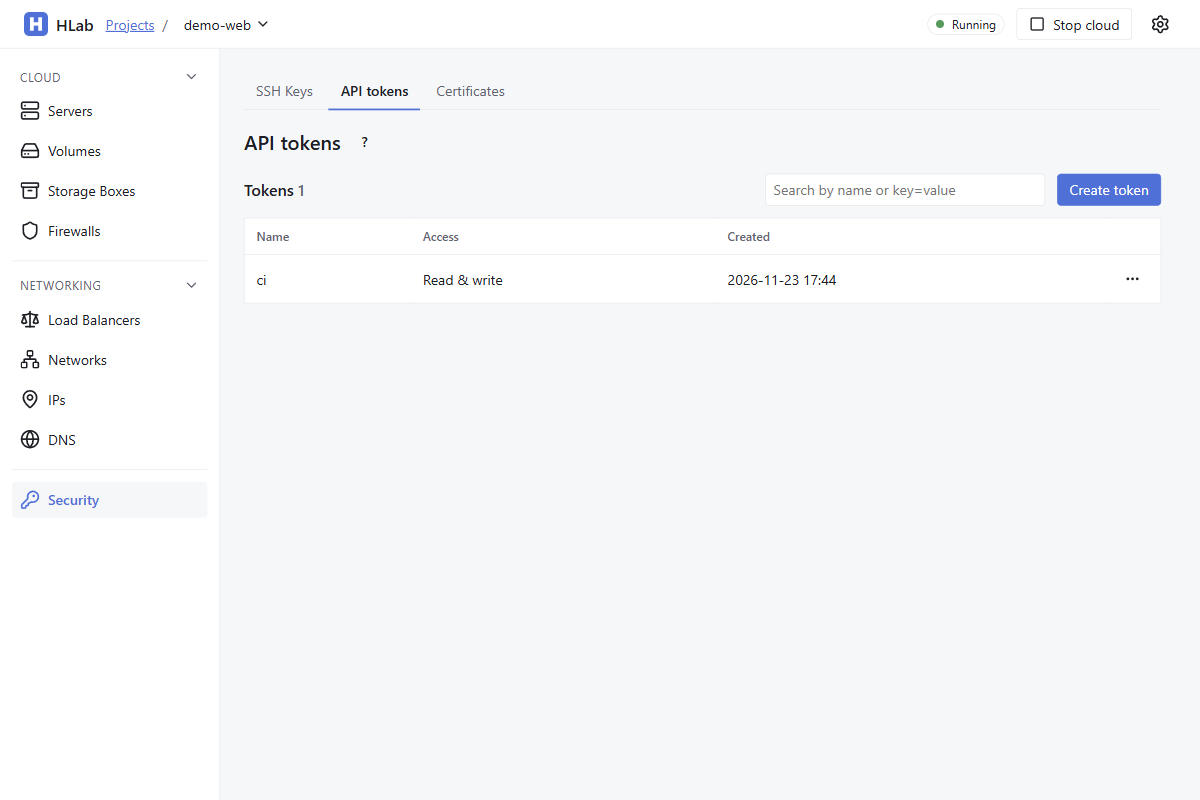 H HLab Projects / demo-web Running Stop cloud
CLOUD
Servers
Volumes
Storage Boxes
Firewalls
NETWORKING
Load Balancers
Networks
IPs
DNS
Security
SSH Keys API tokens Certificates
API tokens ?
Tokens 1 Search by name or key=value Create token
Name Access Created
ci Read & write 2026-11-23 17:44 ...